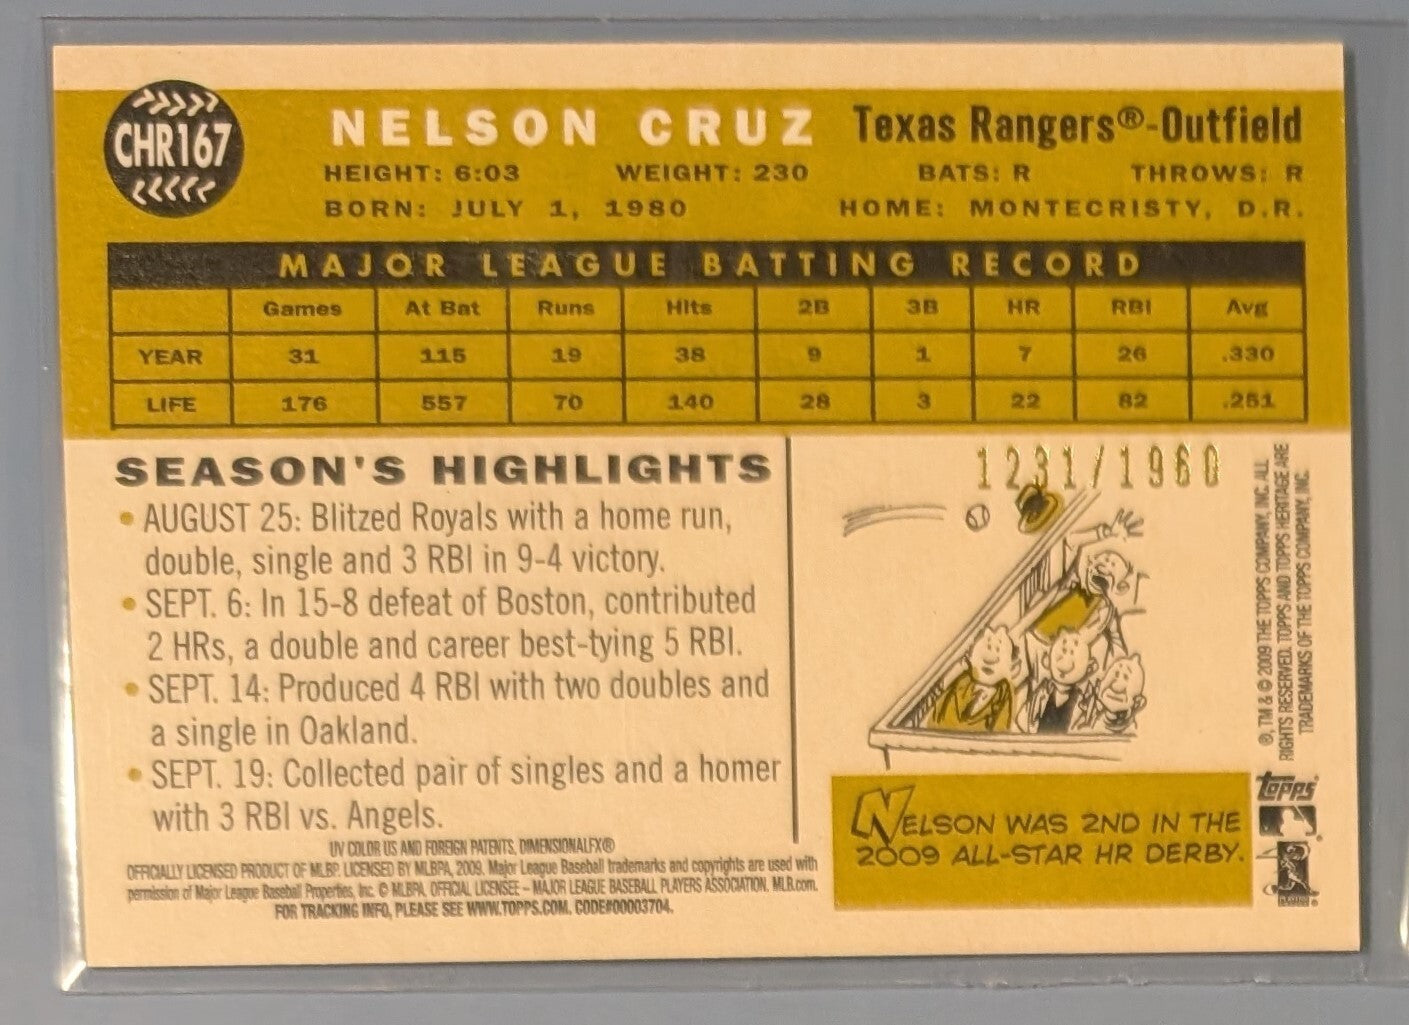 CHR167
NELSON CRUZ
Texas Rangers®-Outfield
HEIGHT: 6:03 WEIGHT: 230 BATS: R THROWS: R
BORN: JULY 1, 1980 HOME: MONTECRISTY, D.R.
MAJOR LEAGUE BATTING RECORD
Games At Bat Runs Hits 2B 3B HR RBI Avg
YEAR 31 115 19 38 9 1 7 26 .330
LIFE 176 557 70 140 28 3 22 82 .251
SEASON'S HIGHLIGHTS
• AUGUST 25: Blitzed Royals with a home run,
double, single and 3 RBI in 9-4 victory.
• SEPT. 6: In 15-8 defeat of Boston, contributed
2 HRs, a double and career best-tying 5 RBI.
• SEPT. 14: Produced 4 RBI with two doubles and
a single in Oakland.
• SEPT. 19: Collected pair of singles and a homer
with 3 RBI vs. Angels.
UV COLOR US AND FOREIGN PATENTS, DIMENSIONALFX®
OFFICIALLY LICENSED PRODUCT OF MLBP. LICENSED BY MLBPA, 2009. Major League Baseball trademarks and copyrights are used with
permission of Major League Baseball Properties, Inc. © MLBPA, OFFICIAL LICENSEE – MAJOR LEAGUE BASEBALL PLAYERS ASSOCIATION. MLB.com.
FOR TRACKING INFO, PLEASE SEE WWW.TOPPS.COM. CODE#00003704.
1231/1960
NELSON WAS 2ND IN THE
2009 ALL-STAR HR DERBY.
®, TM & © 2009 THE TOPPS COMPANY, INC. ALL
RIGHTS RESERVED. TOPPS AND TOPPS HERITAGE ARE
TRADEMARKS OF THE TOPPS COMPANY, INC.
topps®
PLAYERS